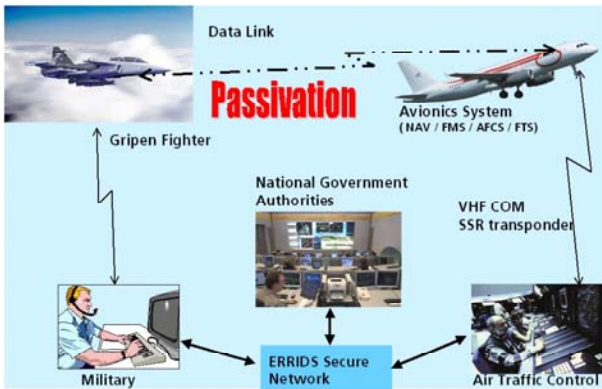 Data Link
Passivation
Avionics System
(NAV / FMS / AFCS / FTS)
Gripen Fighter
National Government
Authorities
VHF COM
SSR transponder
ERRIDS Secure
Network
Military
Air Traffic Control